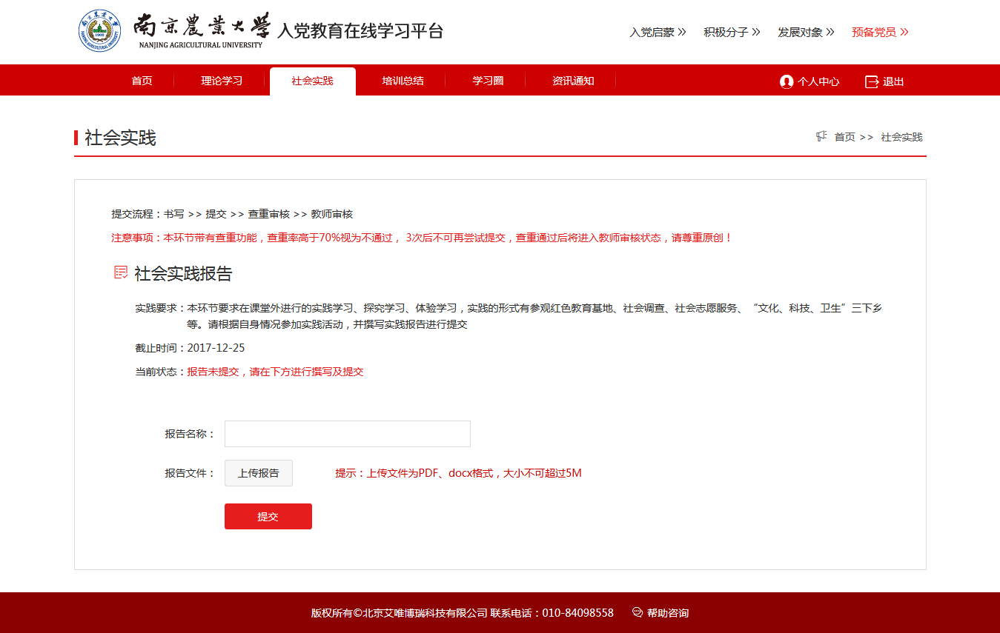 南京農業大学 入党教育在线学习平台
NANJING AGRICULTURAL UNIVERSITY
1902
入党启蒙 积极分子 发展对象 预备党员
首页 理论学习 社会实践 培训总结 学习圈 资讯通知 个人中心 退出
社会实践
首页 >> 社会实践
提交流程：书写 >> 提交 >> 查重审核 >> 教师审核
注意事项：本环节带有查重功能，查重率高于70%视为不通过， 3次后不可再尝试提交，查重通过后将进入教师审核状态，请尊重原创！
社会实践报告
实践要求：本环节要求在课堂外进行的实践学习、探究学习、体验学习，实践的形式有参观红色教育基地、社会调查、社会志愿服务、“文化、科技、卫生”三下乡
等。请根据自身情况参加实践活动，并撰写实践报告进行提交
截止时间：2017-12-25
当前状态：报告未提交，请在下方进行撰写及提交
报告名称：
报告文件： 上传报告 提示：上传文件为PDF、docx格式，大小不可超过5M
提交
版权所有©北京艾唯博瑞科技有限公司 联系电话：010-84098558 帮助咨询